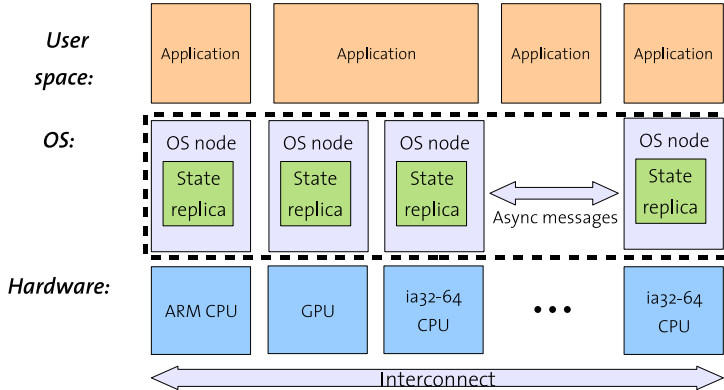 User
space:
Application
Application
Application
Application
OS:
OS node
State
replica
OS node
State
replica
OS node
State
replica
Async messages
OS node
State
replica
Hardware:
ARM CPU
GPU
ia32-64
CPU
•••
ia32-64
CPU
Interconnect